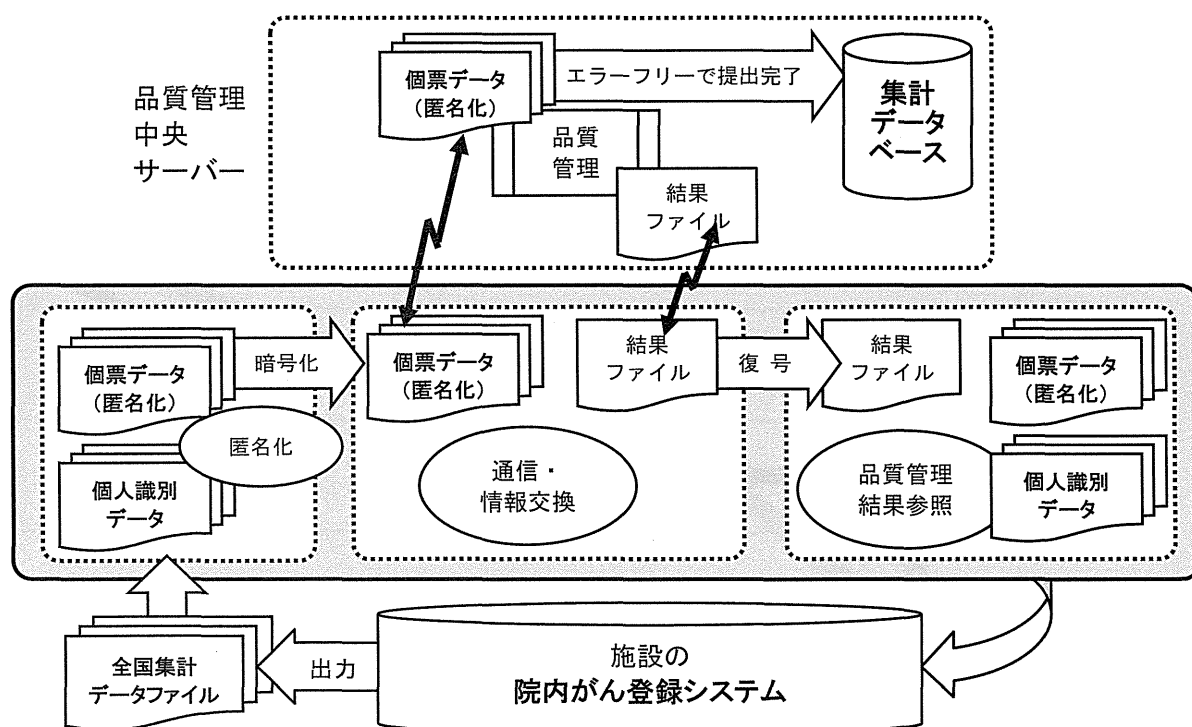 個票データ
(匿名化)
エラーフリーで提出完了
集計
データ
ベース
品質管理
中央
サーバー
品質
管理
結果
ファイル
個票データ
(匿名化)
暗号化
個票データ
(匿名化)
結果
ファイル
復 号
結果
ファイル
個票データ
(匿名化)
匿名化
個人識別
データ
通信・
情報交換
品質管理
結果参照
個人識別
データ
全国集計
データファイル
出力
施設の
院内がん登録システム